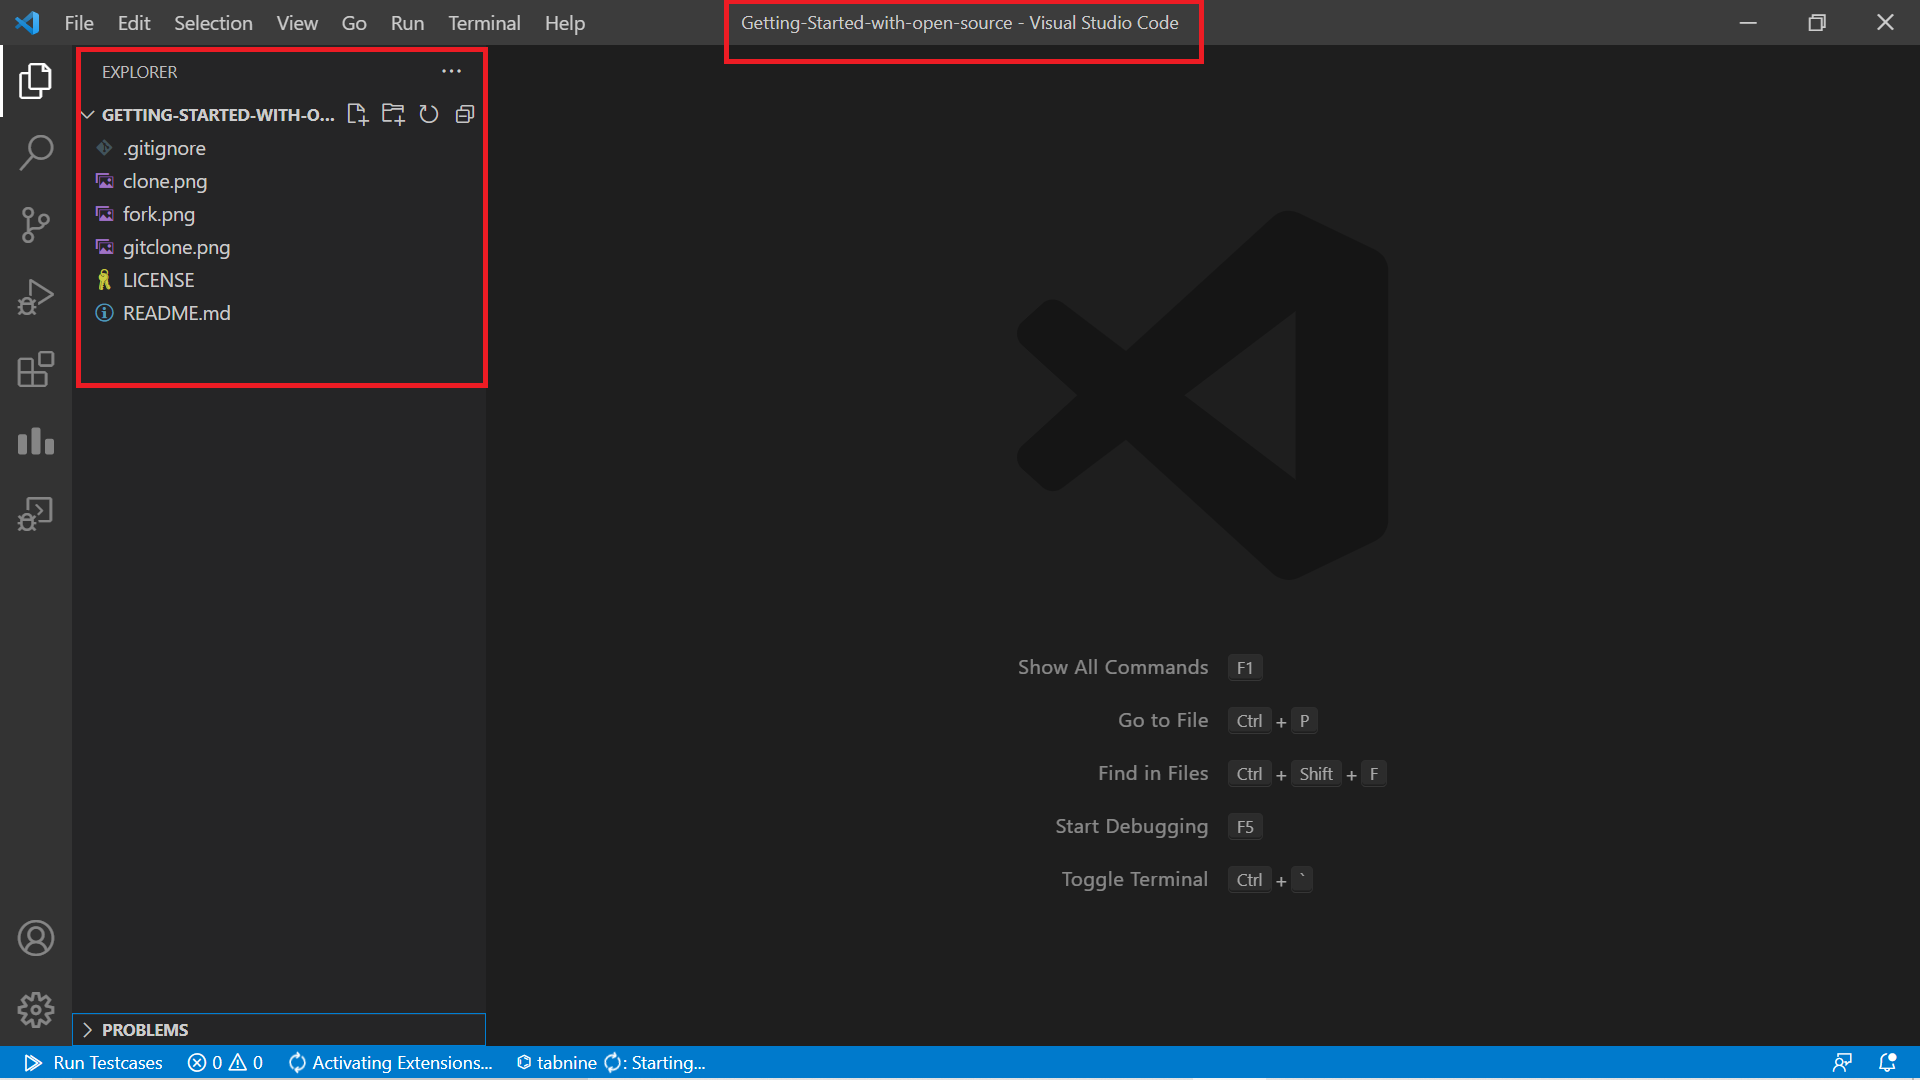 File Edit Selection View Go Run Terminal Help
Getting-Started-with-open-source - Visual Studio Code
EXPLORER
GETTING-STARTED-WITH-O...
.gitignore
clone.png
fork.png
gitclone.png
LICENSE
README.md
Show All Commands F1
Go to File Ctrl + P
Find in Files Ctrl + Shift + F
Start Debugging F5
Toggle Terminal Ctrl + `
PROBLEMS
Run Testcases 0 0 Activating Extensions... tabnine : Starting...